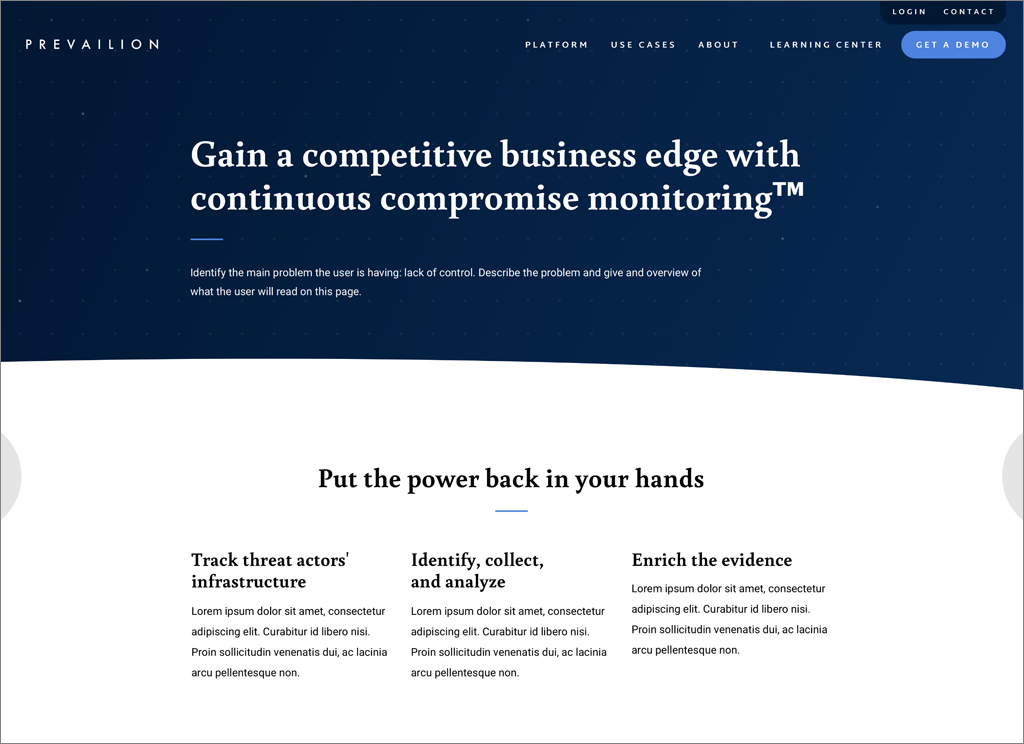 LOGIN CONTACT
PREVAILION
PLATFORM USE CASES ABOUT LEARNING CENTER GET A DEMO
Gain a competitive business edge with
continuous compromise monitoring™
Identify the main problem the user is having: lack of control. Describe the problem and give and overview of
what the user will read on this page.
Put the power back in your hands
Track threat actors'
infrastructure
Lorem ipsum dolor sit amet, consectetur
adipiscing elit. Curabitur id libero nisi.
Proin sollicitudin venenatis dui, ac lacinia
arcu pellentesque non.
Identify, collect,
and analyze
Lorem ipsum dolor sit amet, consectetur
adipiscing elit. Curabitur id libero nisi.
Proin sollicitudin venenatis dui, ac lacinia
arcu pellentesque non.
Enrich the evidence
Lorem ipsum dolor sit amet, consectetur
adipiscing elit. Curabitur id libero nisi.
Proin sollicitudin venenatis dui, ac lacinia
arcu pellentesque non.